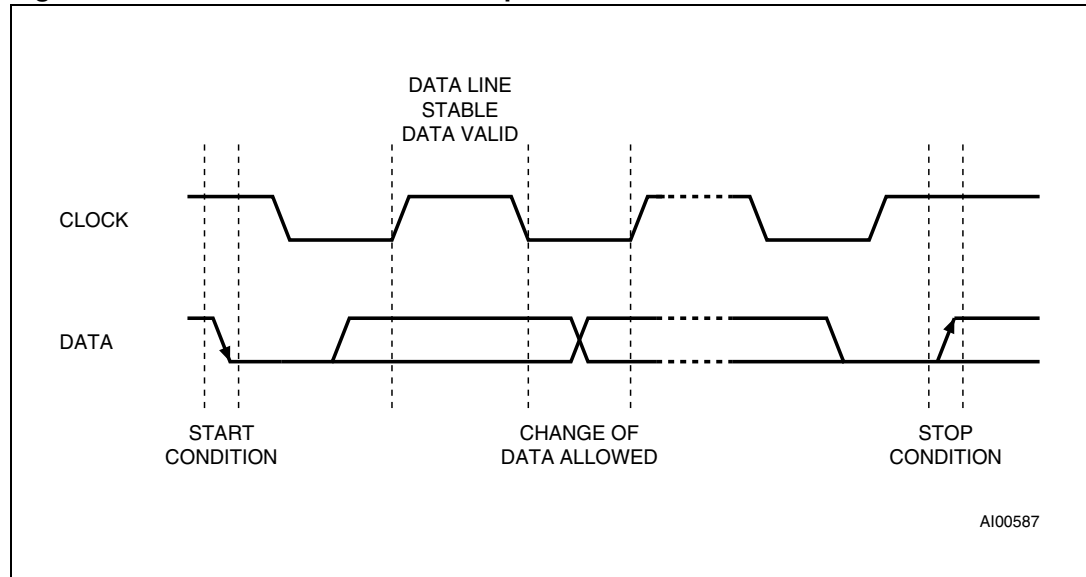 DATA LINE
STABLE
DATA VALID
CLOCK
DATA
START
CONDITION
CHANGE OF
DATA ALLOWED
STOP
CONDITION
AI00587